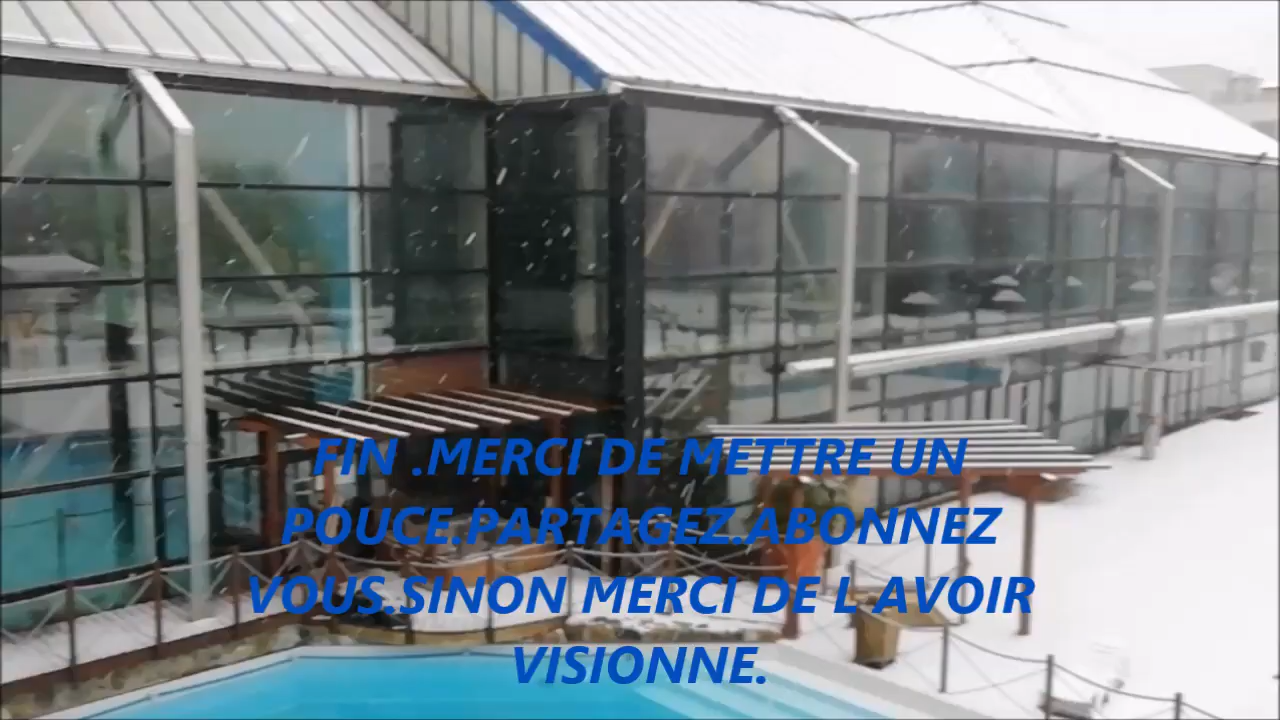 FIN .MERCI DE METTRE UN
POUCE.PARTAGEZ.ABONNEZ
VOUS.SINON MERCI DE L AVOIR
VISIONNE.